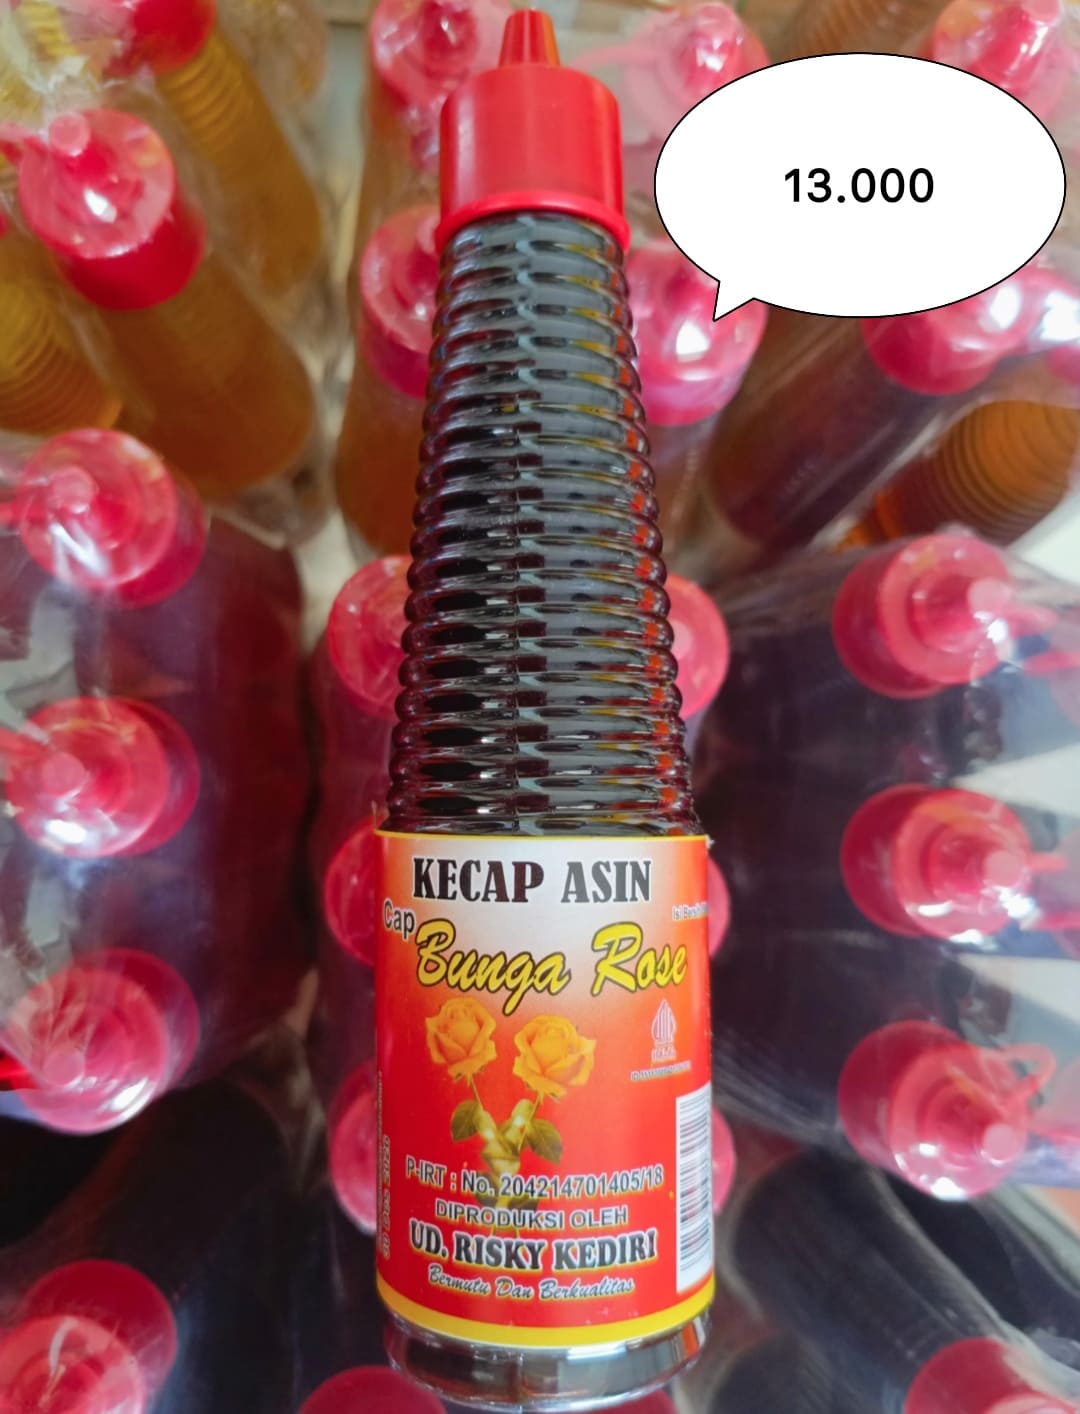 13.000
KECAP ASIN
Cap
Bunga Rose
P-IRT : No. 204214701405/18
DIPRODUKSI OLEH
UD. RISKY KEDIRI
Bermutu Dan Berkualitas